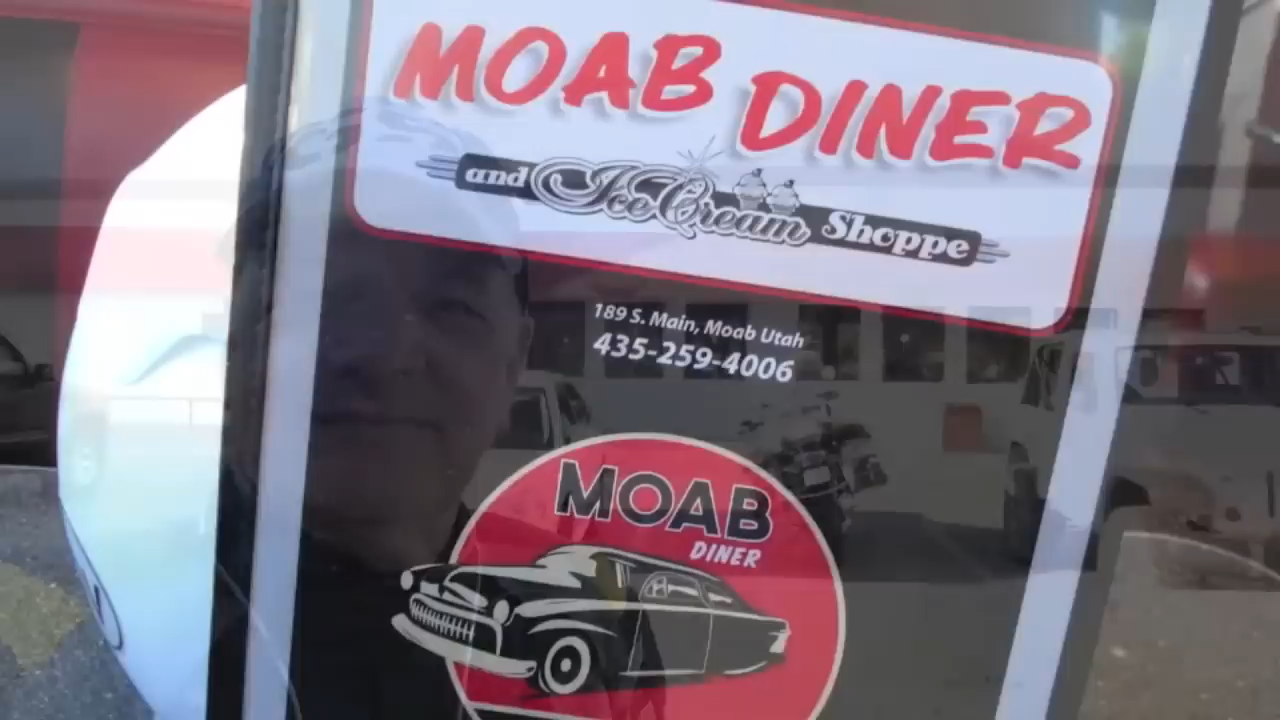 MOAB DINER
and Ice Cream Shoppe
189 S. Main, Moab Utah
435-259-4006
MOAB
DINER